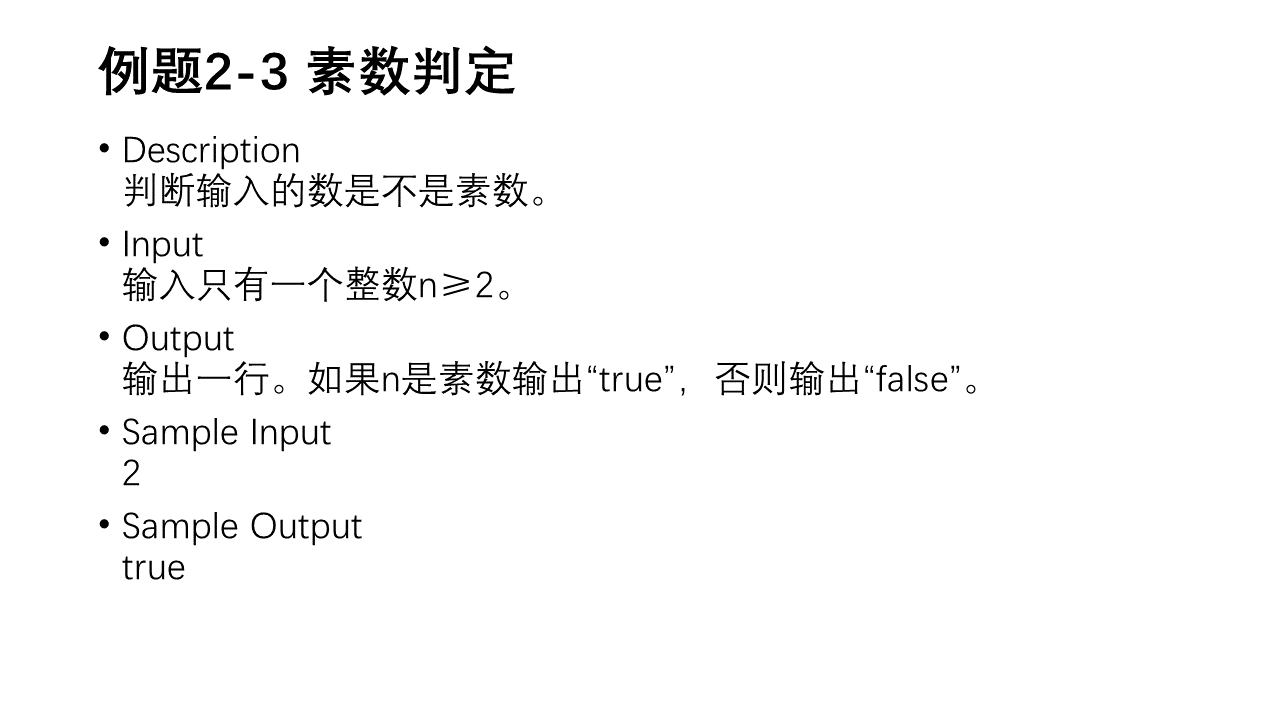 例题2-3 素数判定
• Description
判断输入的数是不是素数。
• Input
输入只有一个整数n≥2。
• Output
输出一行。如果n是素数输出“true”，否则输出“false”。
• Sample Input
2
• Sample Output
true